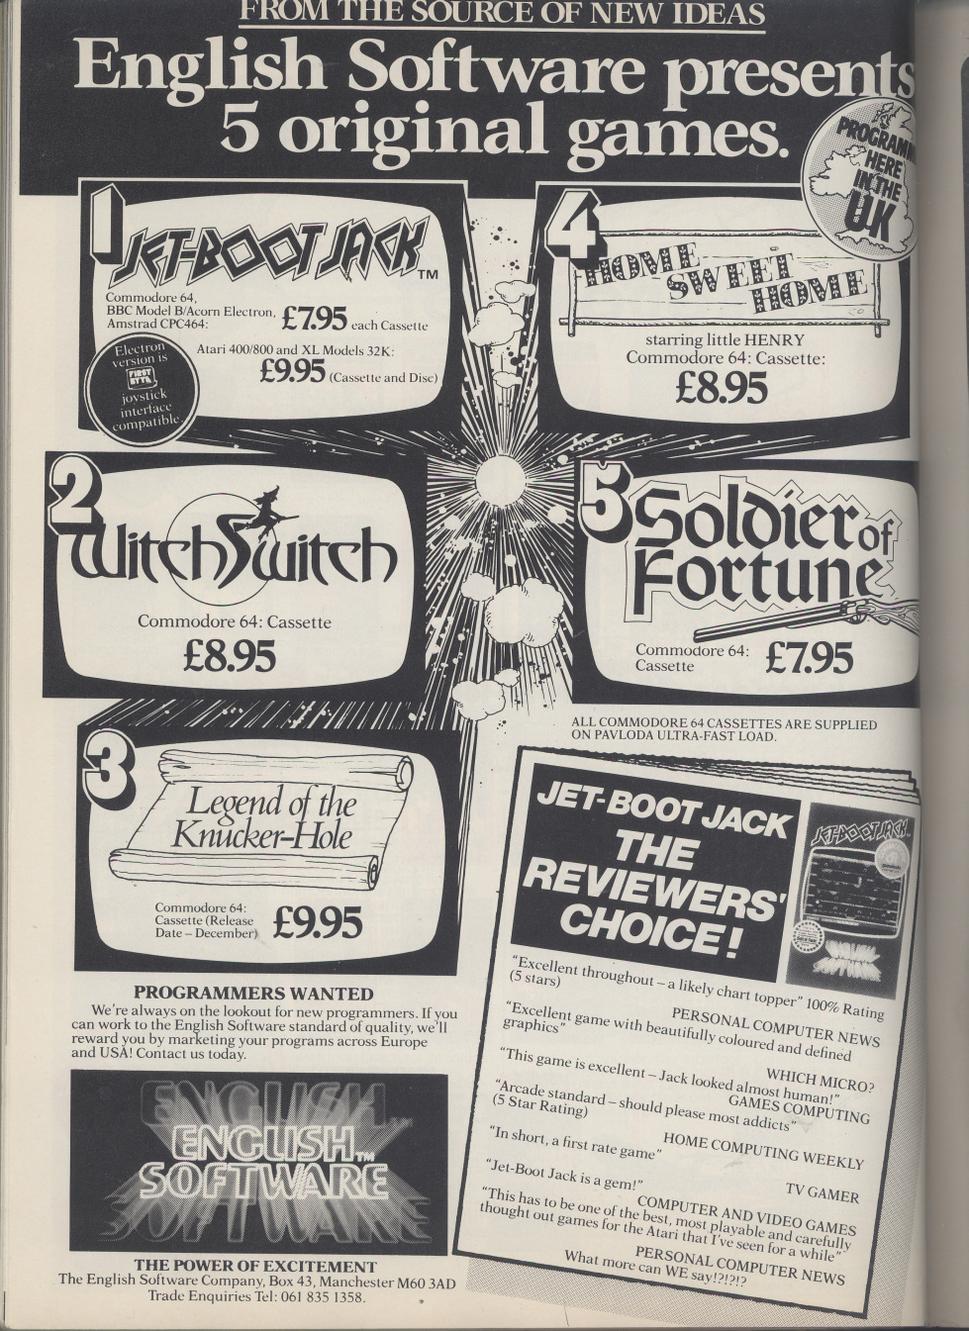 FROM THE SOURCE OF NEW IDEAS
English Software presents
5 original games.
PROGRAMM
HERE
IN THE
UK
1
JET-BOOT JACK TM
Commodore 64,
BBC Model B/Acorn Electron,
Amstrad CPC464: £7.95 each Cassette
Atari 400/800 and XL Models 32K:
£9.95 (Cassette and Disc)
Electron
version is
FIRST
BYTE
joystick
interface
compatible
4
HOME
SWEET
HOME
starring little HENRY
Commodore 64: Cassette:
£8.95
2
Witch Switch
Commodore 64: Cassette
£8.95
5
Soldier of
Fortune
Commodore 64:
Cassette £7.95
3
Legend of the
Knucker-Hole
Commodore 64:
Cassette (Release
Date – December) £9.95
ALL COMMODORE 64 CASSETTES ARE SUPPLIED
ON PAVLODA ULTRA-FAST LOAD.
PROGRAMMERS WANTED
We're always on the lookout for new programmers. If you
can work to the English Software standard of quality, we'll
reward you by marketing your programs across Europe
and USA! Contact us today.
ENGLISH
ENGLISH TM
SOFTWARE
SOFTWARE
THE POWER OF EXCITEMENT
The English Software Company, Box 43, Manchester M60 3AD
Trade Enquiries Tel: 061 835 1358.
JET-BOOT JACK
THE
REVIEWERS'
CHOICE!
JET-BOOT JACK
ENGLISH
SOFTWARE
"Excellent throughout – a likely chart topper" 100% Rating
(5 stars)
PERSONAL COMPUTER NEWS
"Excellent game with beautifully coloured and defined
graphics"
WHICH MICRO?
"This game is excellent – Jack looked almost human!"
GAMES COMPUTING
"Arcade standard – should please most addicts"
(5 Star Rating)
HOME COMPUTING WEEKLY
"In short, a first rate game"
TV GAMER
"Jet-Boot Jack is a gem!"
COMPUTER AND VIDEO GAMES
"This has to be one of the best, most playable and carefully
thought out games for the Atari that I've seen for a while"
PERSONAL COMPUTER NEWS
What more can WE say!?!?!?